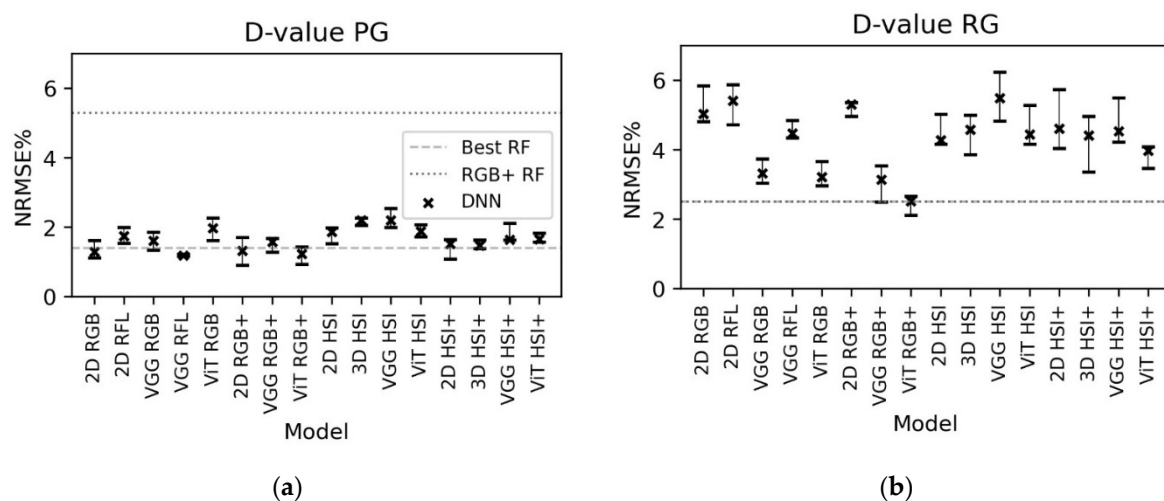 D-value PG
NRMSE%
6
4
2
0
Best RF
RGB+ RF
DNN
2D RGB
2D RFL
VGG RGB
VGG RFL
ViT RGB
2D RGB+
VGG RGB+
ViT RGB+
2D HSI
3D HSI
VGG HSI
ViT HSI
2D HSI+
3D HSI+
VGG HSI+
ViT HSI+
Model
(a)
D-value RG
NRMSE%
6
4
2
0
2D RGB
2D RFL
VGG RGB
VGG RFL
ViT RGB
2D RGB+
VGG RGB+
ViT RGB+
2D HSI
3D HSI
VGG HSI
ViT HSI
2D HSI+
3D HSI+
VGG HSI+
ViT HSI+
Model
(b)